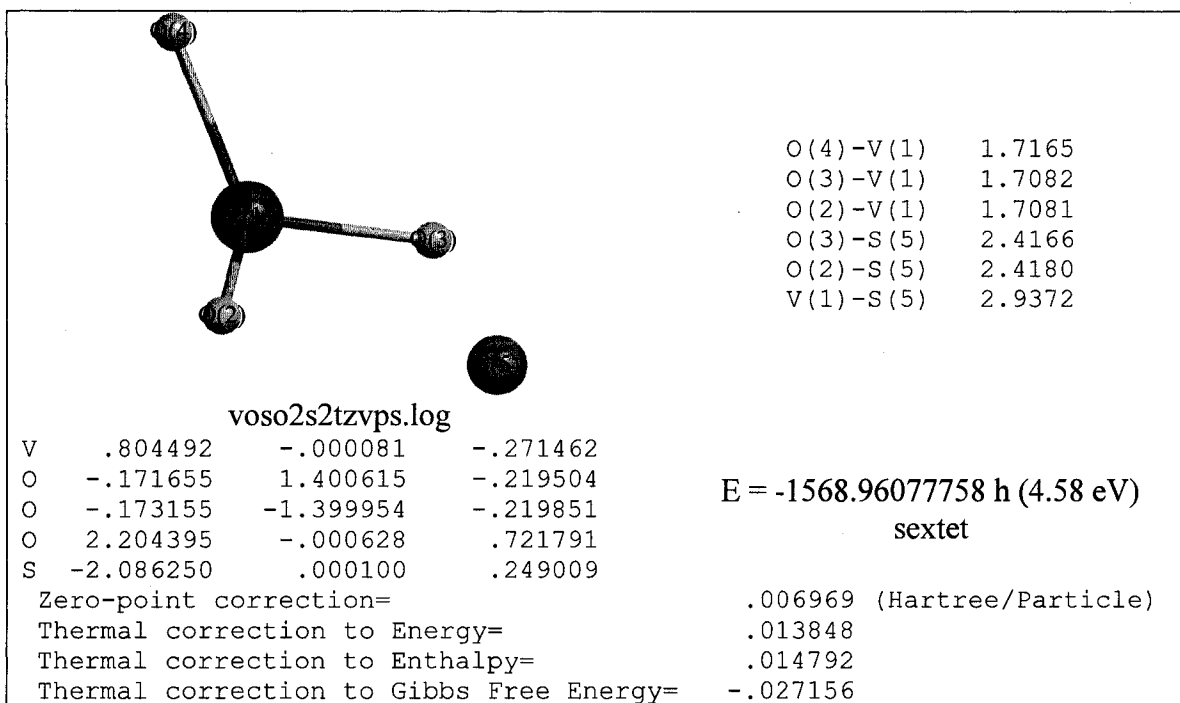 O(4)-V(1) 1.7165
O(3)-V(1) 1.7082
O(2)-V(1) 1.7081
O(3)-S(5) 2.4166
O(2)-S(5) 2.4180
V(1)-S(5) 2.9372
voso2s2tzvps.log
V .804492 -.000081 -.271462
O -.171655 1.400615 -.219504
O -.173155 -1.399954 -.219851
O 2.204395 -.000628 .721791
S -2.086250 .000100 .249009
E = -1568.96077758 h (4.58 eV)
sextet
Zero-point correction= .006969 (Hartree/Particle)
Thermal correction to Energy= .013848
Thermal correction to Enthalpy= .014792
Thermal correction to Gibbs Free Energy= -.027156